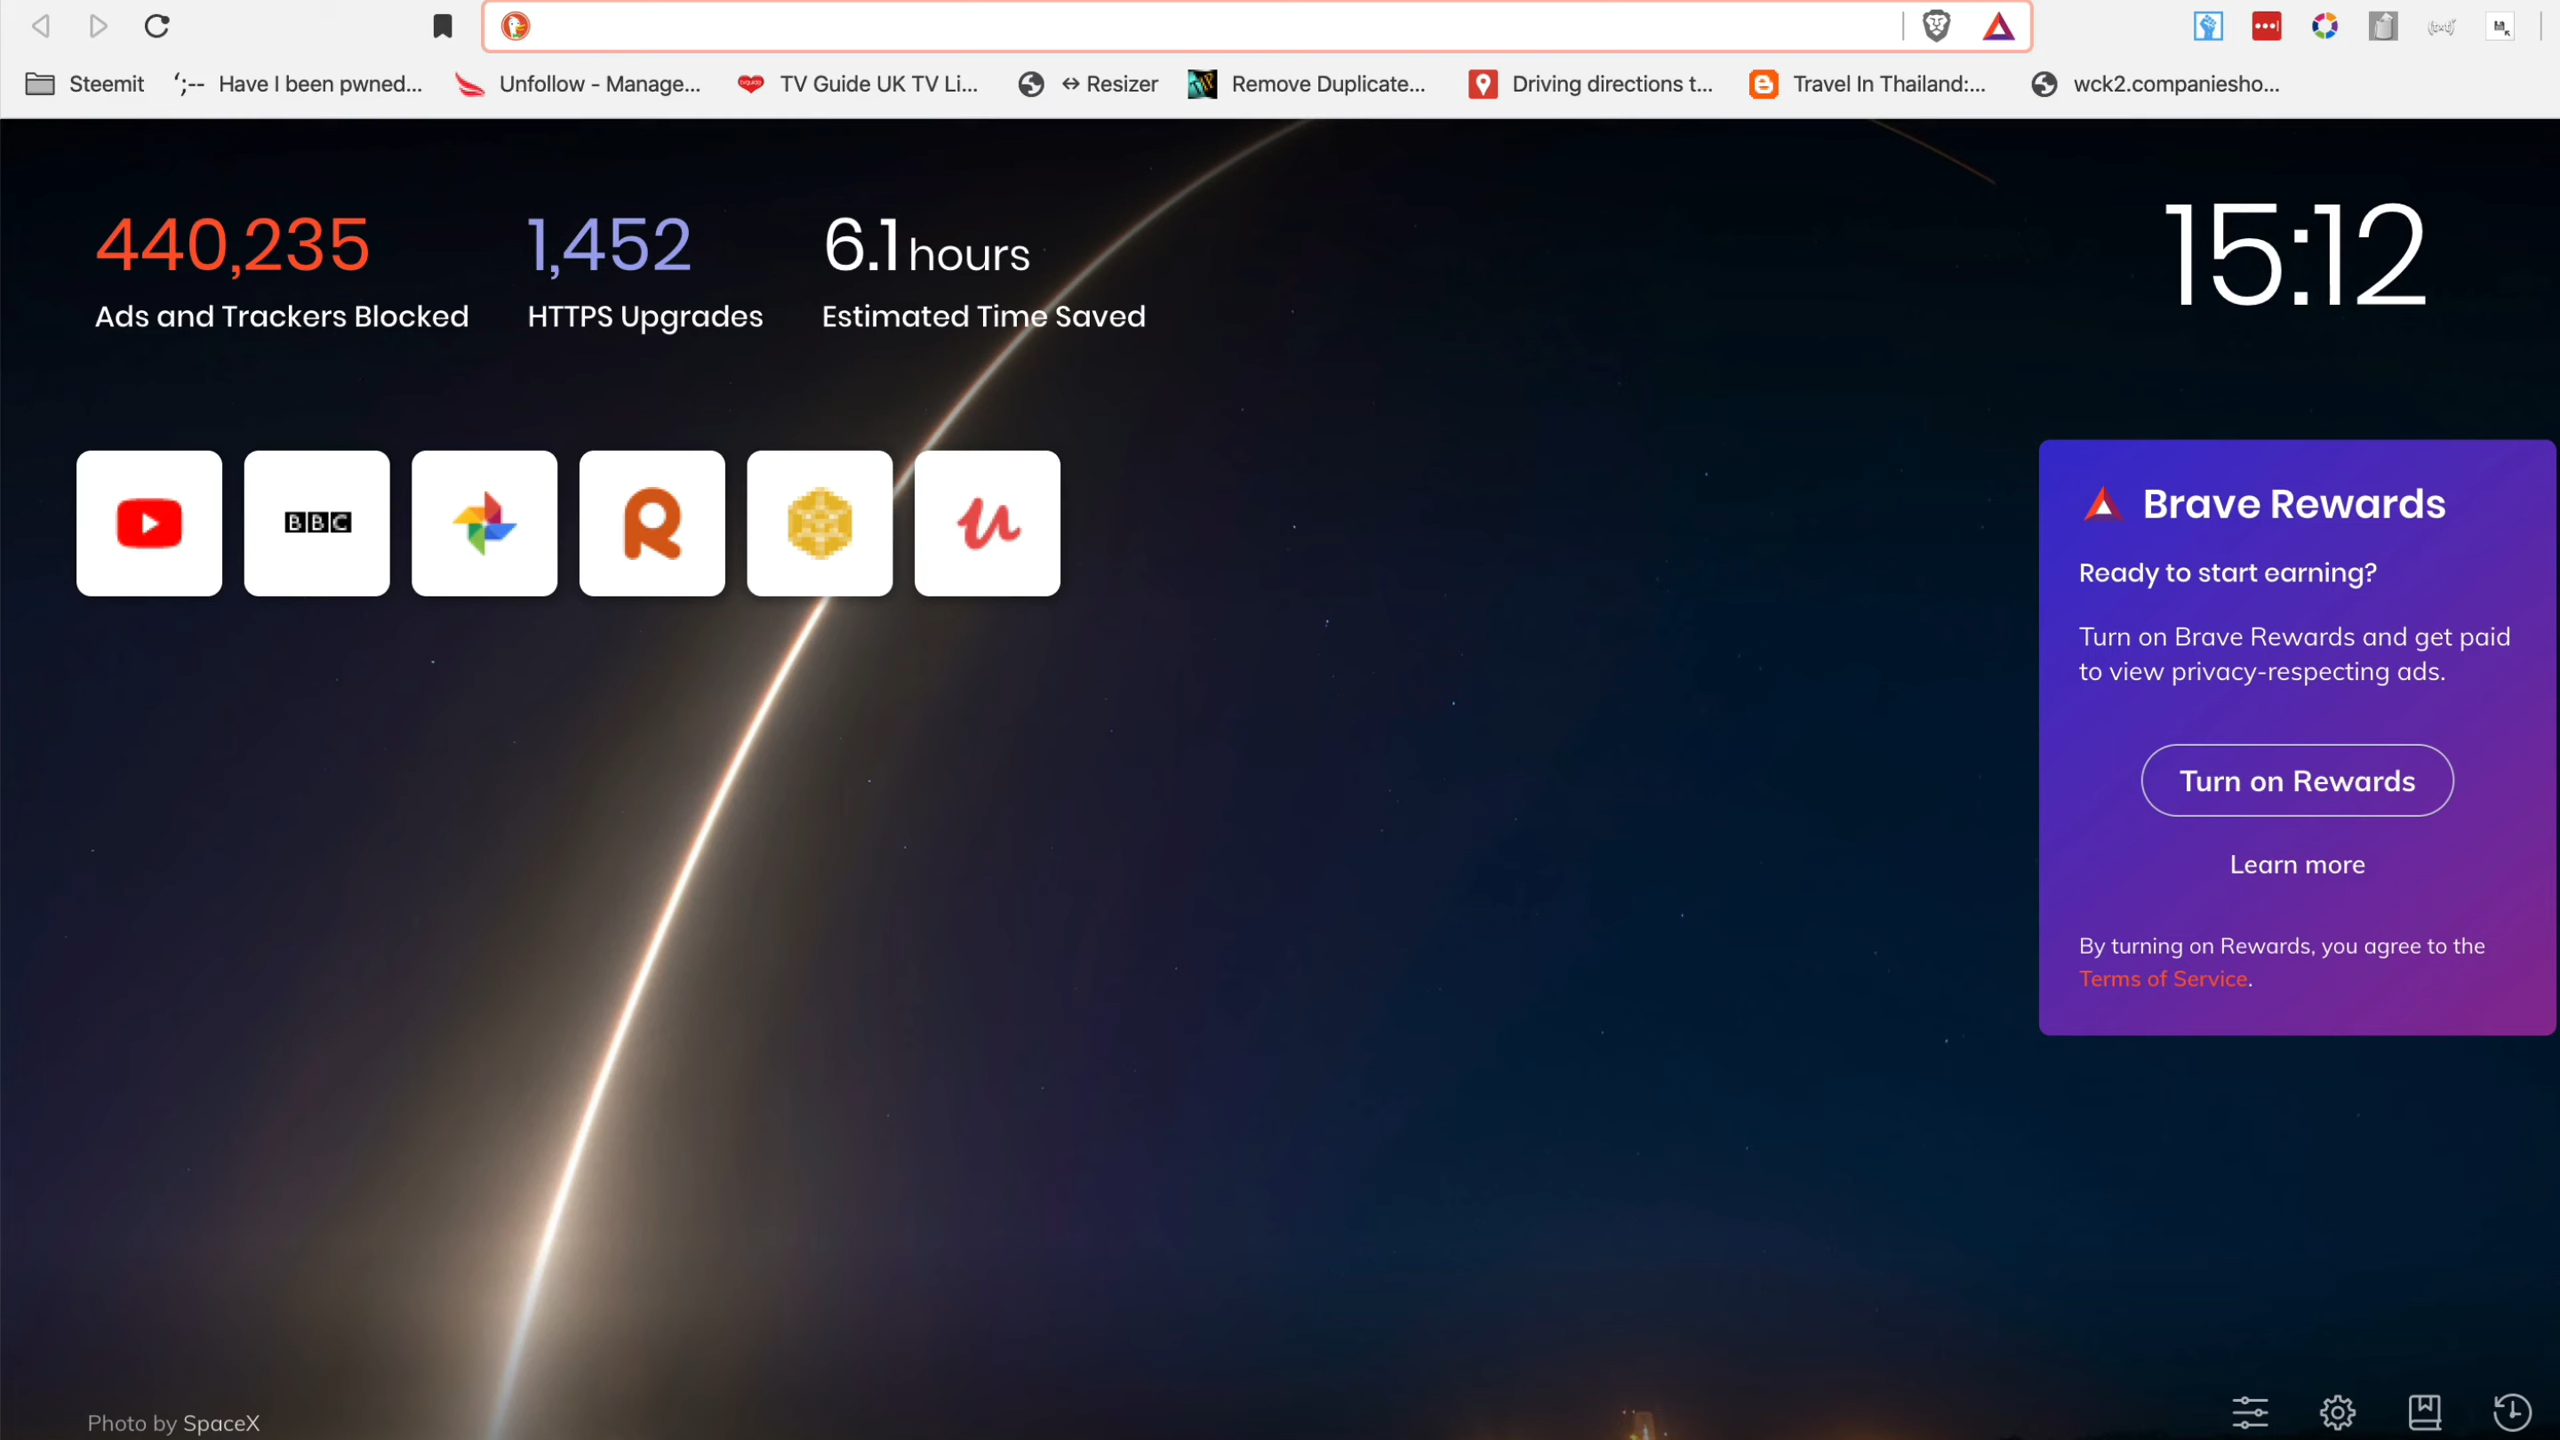 Steemit ';-- Have I been pwned... Unfollow - Manage... TV Guide UK TV Li... ⇔ Resizer Remove Duplicate... Driving directions t... Travel In Thailand:... wck2.companiesho...
440,235 1,452 6.1 hours 15:12
Ads and Trackers Blocked HTTPS Upgrades Estimated Time Saved
BBC
Brave Rewards
Ready to start earning?
Turn on Brave Rewards and get paid
to view privacy-respecting ads.
Turn on Rewards
Learn more
By turning on Rewards, you agree to the
Terms of Service.
Photo by SpaceX